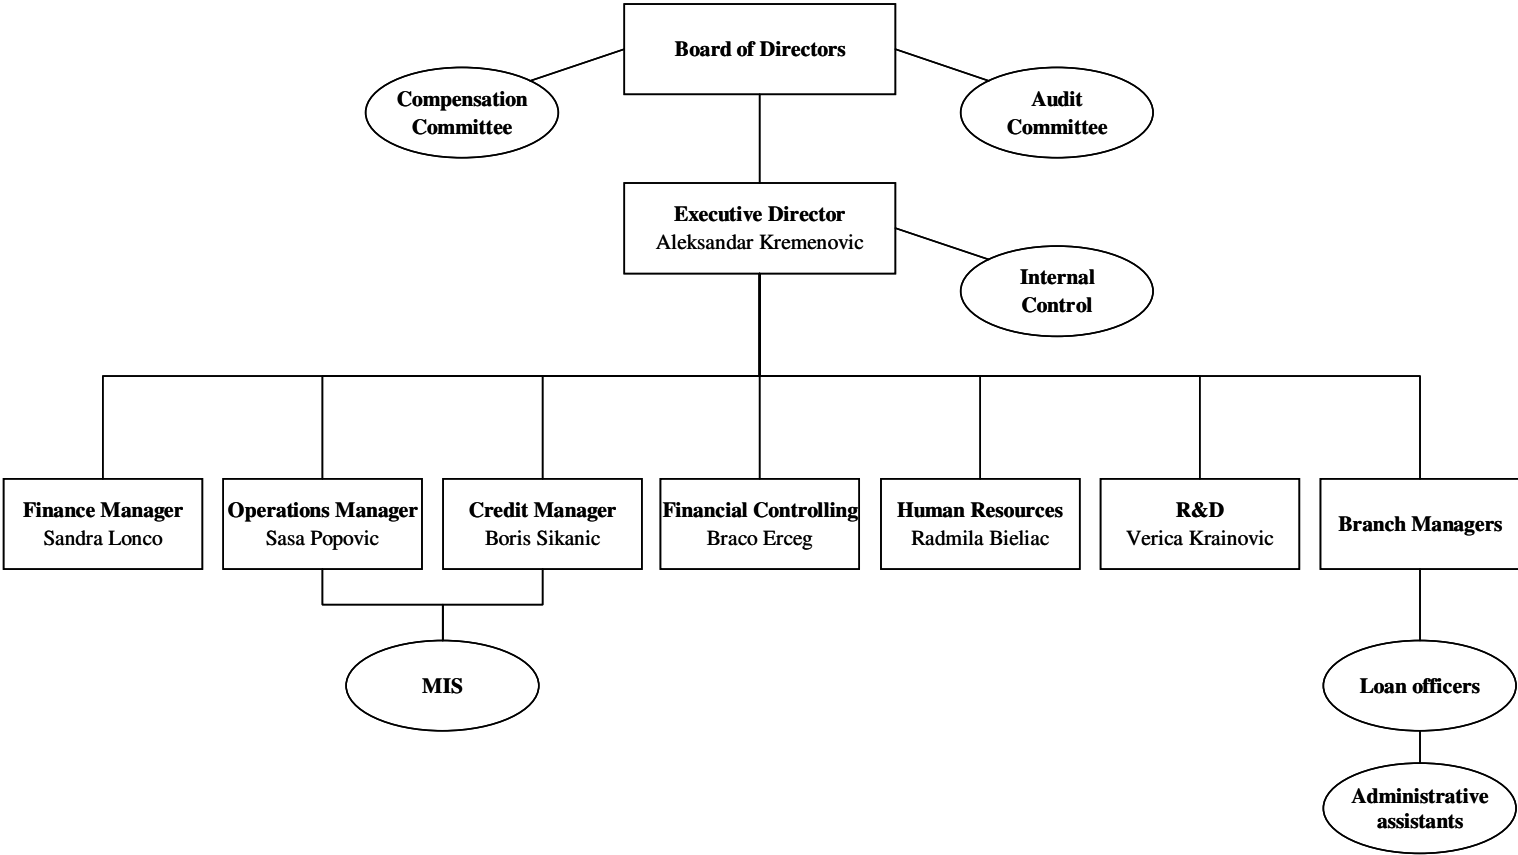 Board of Directors
Compensation
Committee
Audit
Committee
Executive Director
Aleksandar Kremenovic
Internal
Control
Finance Manager
Sandra Lonco
Operations Manager
Sasa Popovic
Credit Manager
Boris Sikanic
Financial Controlling
Braco Erceg
Human Resources
Radmila Bieliac
R&D
Verica Krainovic
Branch Managers
MIS
Loan officers
Administrative
assistants